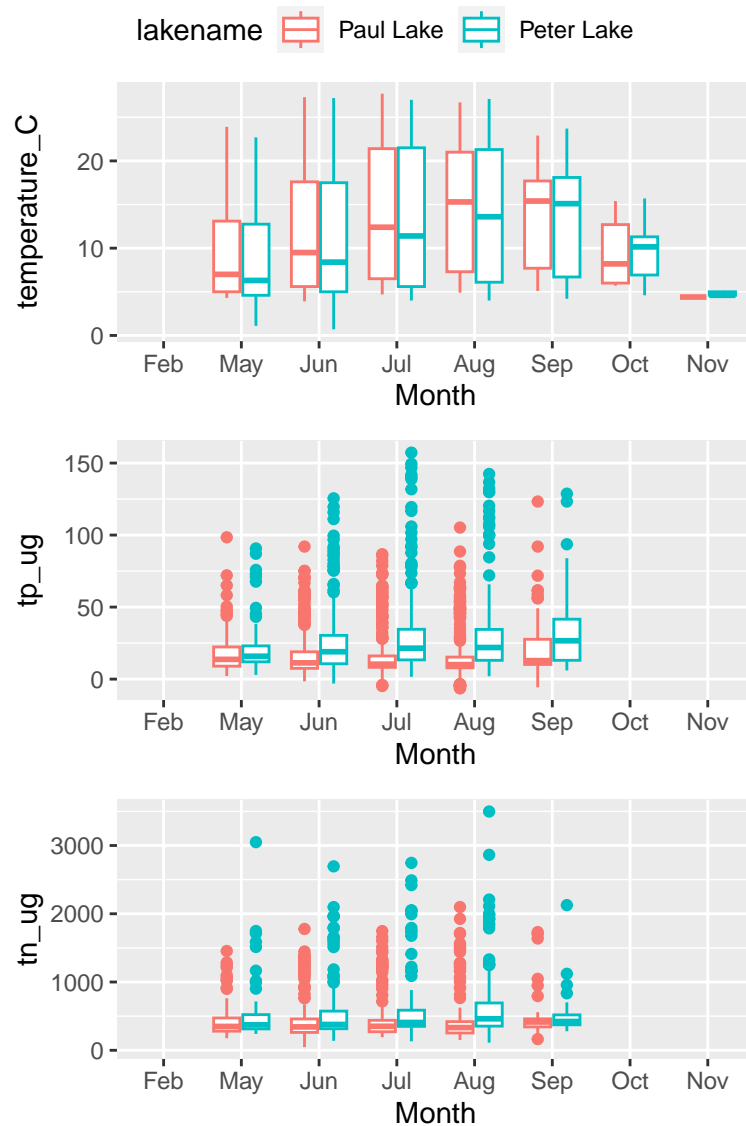 lakename Paul Lake Peter Lake
temperature_C
20
10
0
Feb May Jun Jul Aug Sep Oct Nov
Month
tp_ug
150
100
50
0
Feb May Jun Jul Aug Sep Oct Nov
Month
tn_ug
3000
2000
1000
0
Feb May Jun Jul Aug Sep Oct Nov
Month